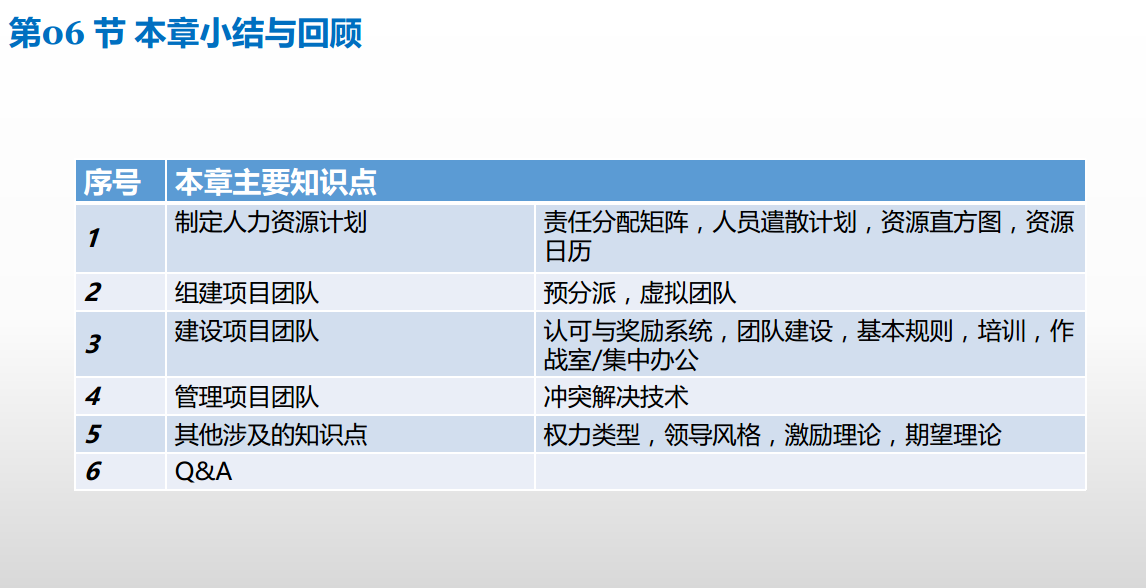 第06 节 本章小结与回顾
序号 本章主要知识点
1 制定人力资源计划 责任分配矩阵，人员遣散计划，资源直方图，资源
日历
2 组建项目团队 预分派，虚拟团队
3 建设项目团队 认可与奖励系统，团队建设，基本规则，培训，作
战室/集中办公
4 管理项目团队 冲突解决技术
5 其他涉及的知识点 权力类型，领导风格，激励理论，期望理论
6 Q&A